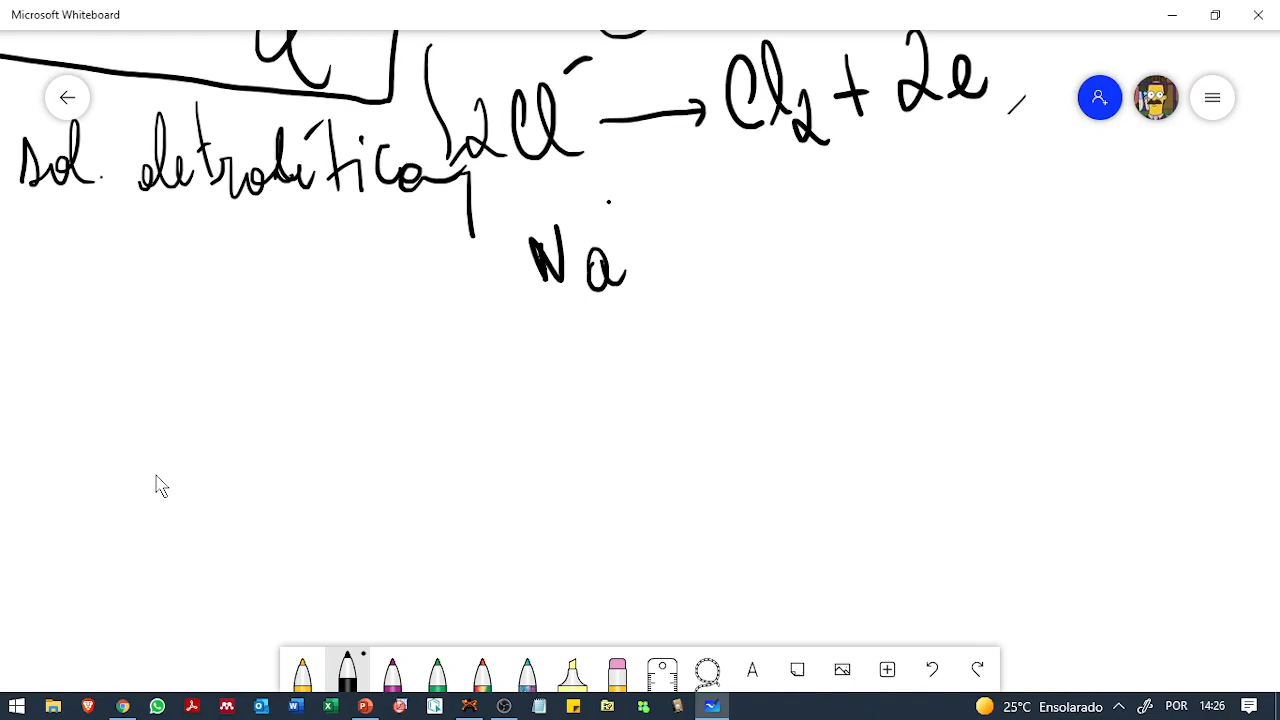 Microsoft Whiteboard
2Cl⁻ → Cl₂ + 2e
sol. eletrolítica
Na
25°C Ensolarado
POR
14:26